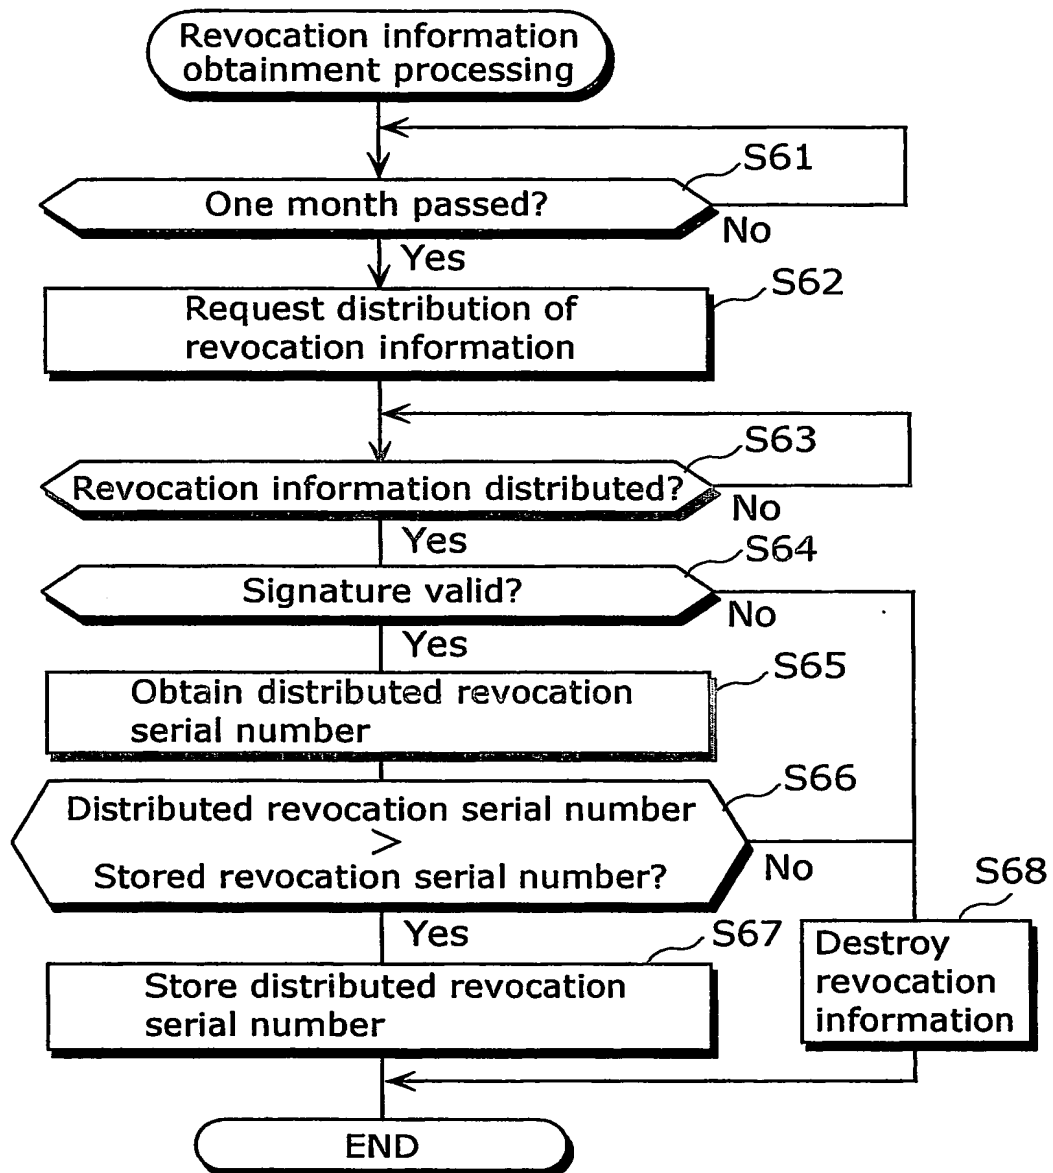 Revocation information
obtainment processing
S61
One month passed?
No
Yes
S62
Request distribution of
revocation information
S63
Revocation information distributed?
No
Yes
S64
Signature valid?
No
Yes
S65
Obtain distributed revocation
serial number
S66
Distributed revocation serial number
>
Stored revocation serial number?
No
Yes
S67
Store distributed revocation
serial number
S68
Destroy
revocation
information
END